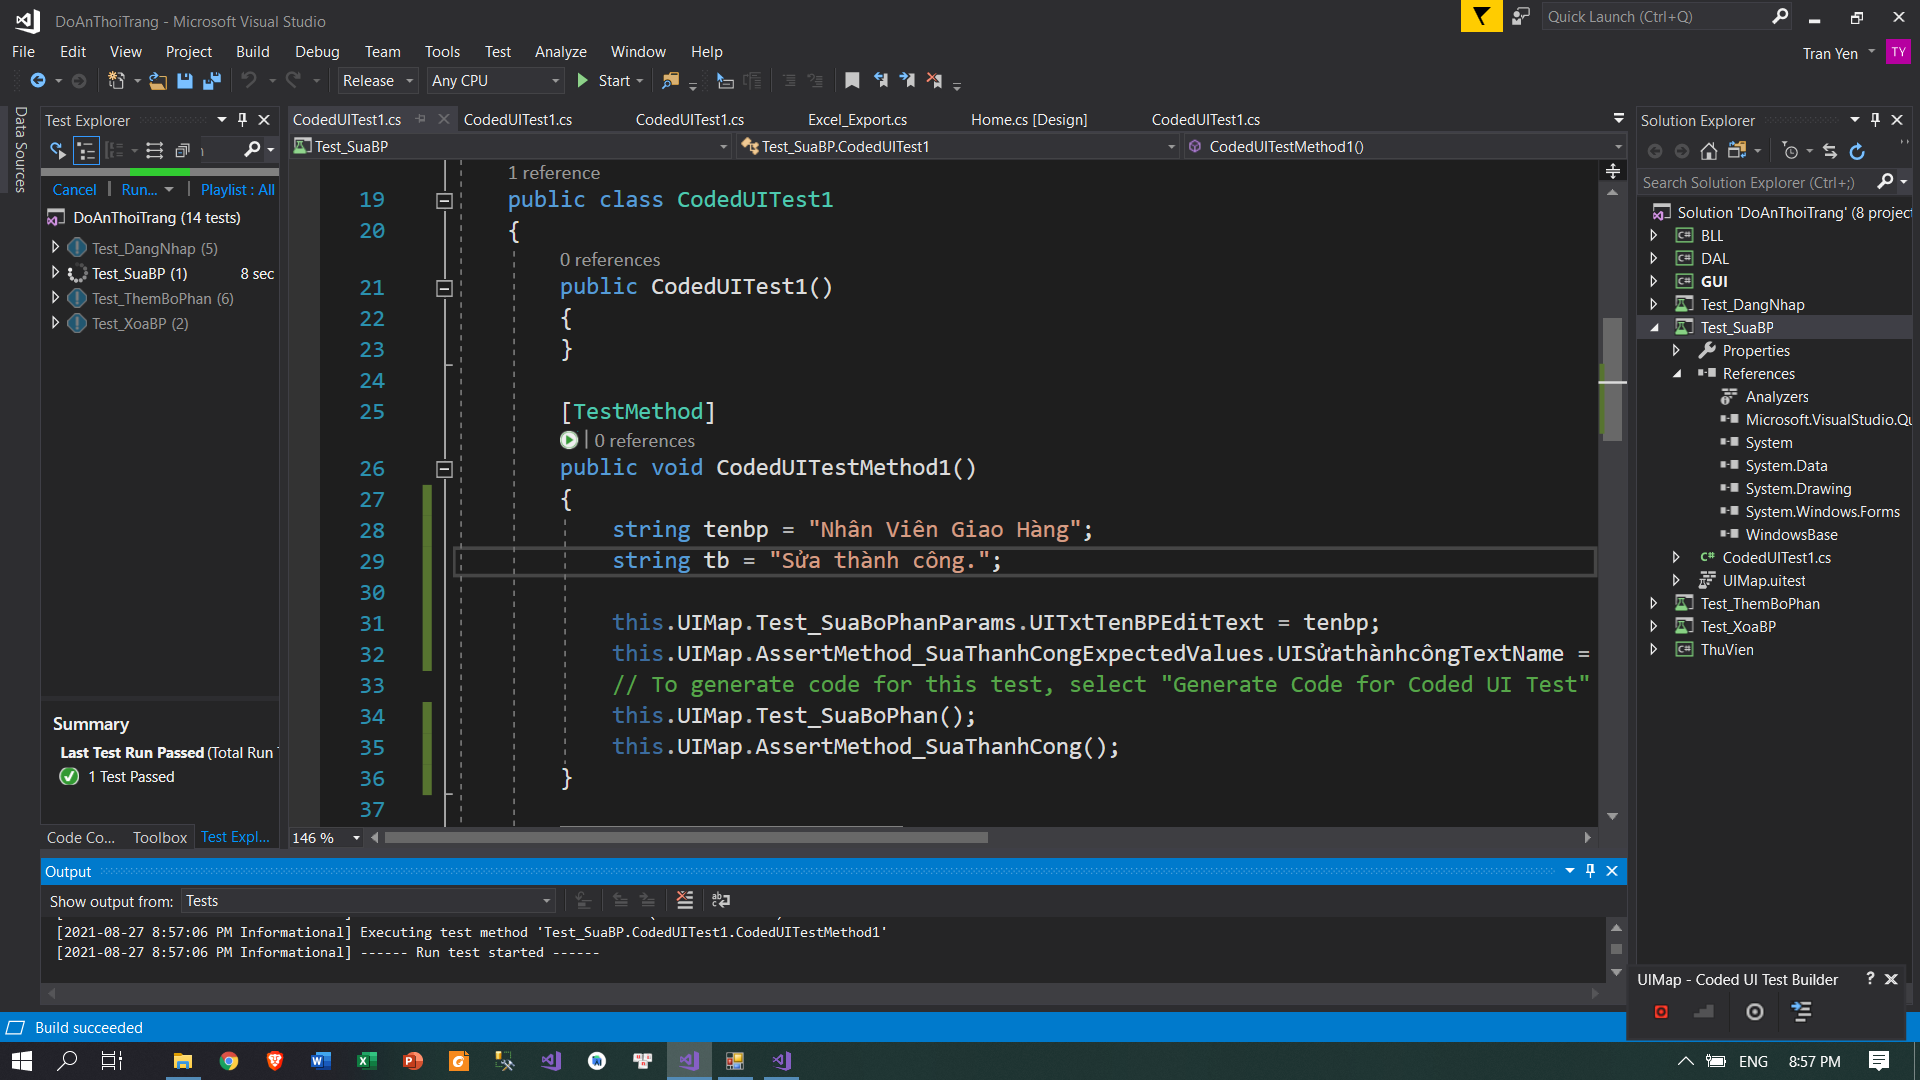 DoAnThoiTrang - Microsoft Visual Studio
Quick Launch (Ctrl+Q)
File Edit View Project Build Debug Team Tools Test Analyze Window Help
Tran Yen TY
Release Any CPU Start
Data Sources
Test Explorer
Cancel Run... Playlist : All
DoAnThoiTrang (14 tests)
Test_DangNhap (5)
Test_SuaBP (1) 8 sec
Test_ThemBoPhan (6)
Test_XoaBP (2)
Summary
Last Test Run Passed (Total Run
1 Test Passed
Code Co... Toolbox Test Expl...
CodedUITest1.cs CodedUITest1.cs CodedUITest1.cs Excel_Export.cs Home.cs [Design] CodedUITest1.cs
Test_SuaBP Test_SuaBP.CodedUITest1 CodedUITestMethod1()
1 reference
19 public class CodedUITest1
20 {
0 references
21 public CodedUITest1()
22 {
23 }
24
25 [TestMethod]
| 0 references
26 public void CodedUITestMethod1()
27 {
28 string tenbp = "Nhân Viên Giao Hàng";
29 string tb = "Sửa thành công.";
30
31 this.UIMap.Test_SuaBoPhanParams.UITxtTenBPEditText = tenbp;
32 this.UIMap.AssertMethod_SuaThanhCongExpectedValues.UISửathànhcôngTextName =
33 // To generate code for this test, select "Generate Code for Coded UI Test"
34 this.UIMap.Test_SuaBoPhan();
35 this.UIMap.AssertMethod_SuaThanhCong();
36 }
37
146 %
Solution Explorer
Search Solution Explorer (Ctrl+;)
Solution 'DoAnThoiTrang' (8 project
BLL
DAL
GUI
Test_DangNhap
Test_SuaBP
Properties
References
Analyzers
Microsoft.VisualStudio.Qu
System
System.Data
System.Drawing
System.Windows.Forms
WindowsBase
CodedUITest1.cs
UIMap.uitest
Test_ThemBoPhan
Test_XoaBP
ThuVien
Output
Show output from: Tests
[2021-08-27 8:57:06 PM Informational] Executing test method 'Test_SuaBP.CodedUITest1.CodedUITestMethod1'
[2021-08-27 8:57:06 PM Informational] ------ Run test started ------
UIMap - Coded UI Test Builder ?
Build succeeded
ENG 8:57 PM